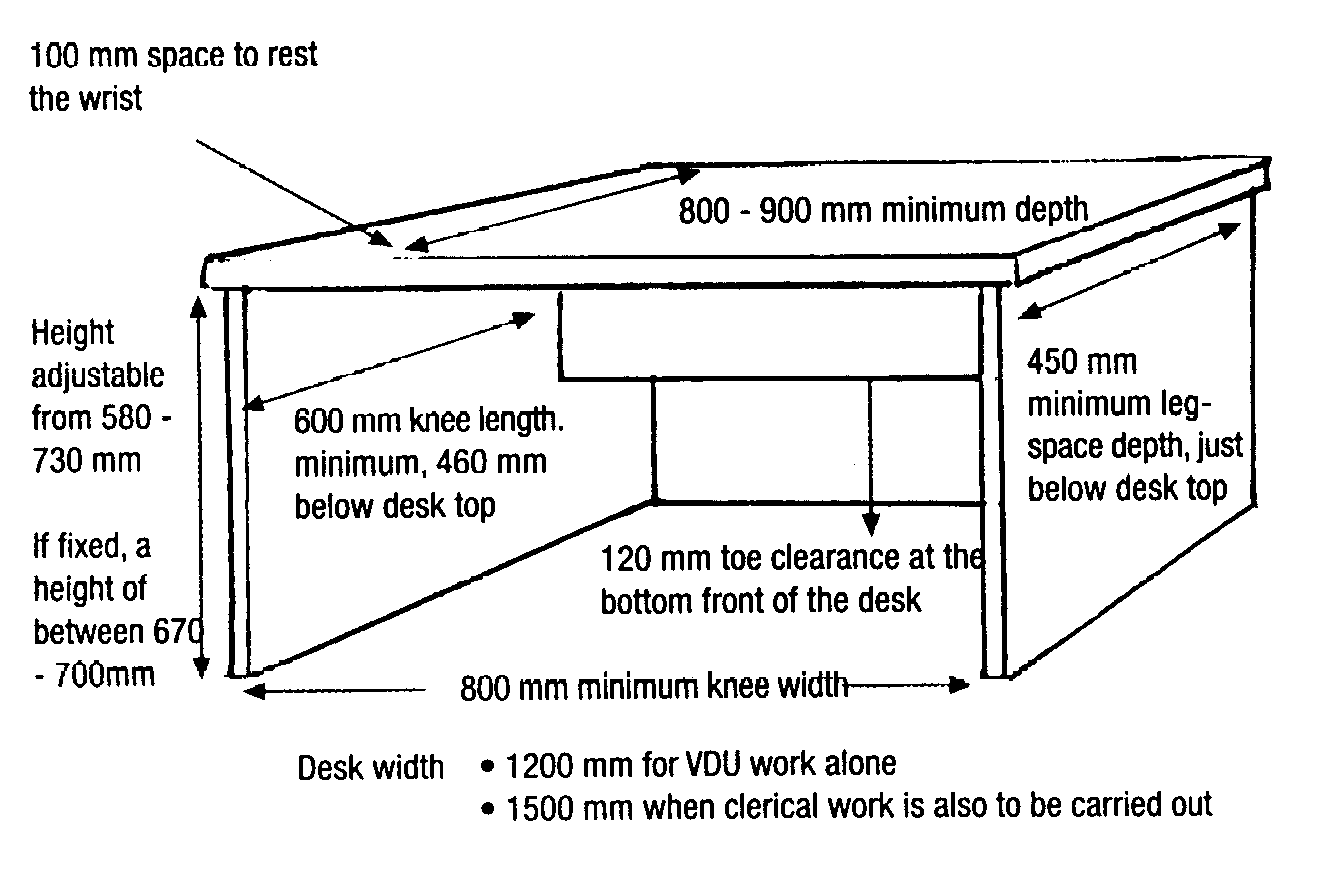 100 mm space to rest
the wrist
800 - 900 mm minimum depth
Height
adjustable
from 580 -
730 mm
If fixed, a
height of
between 670
- 700mm
600 mm knee length.
minimum, 460 mm
below desk top
450 mm
minimum leg-
space depth, just
below desk top
120 mm toe clearance at the
bottom front of the desk
800 mm minimum knee width
Desk width • 1200 mm for VDU work alone
• 1500 mm when clerical work is also to be carried out